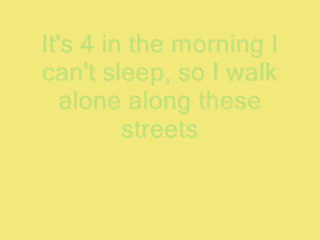 It's 4 in the morning I
can't sleep, so I walk
alone along these
streets